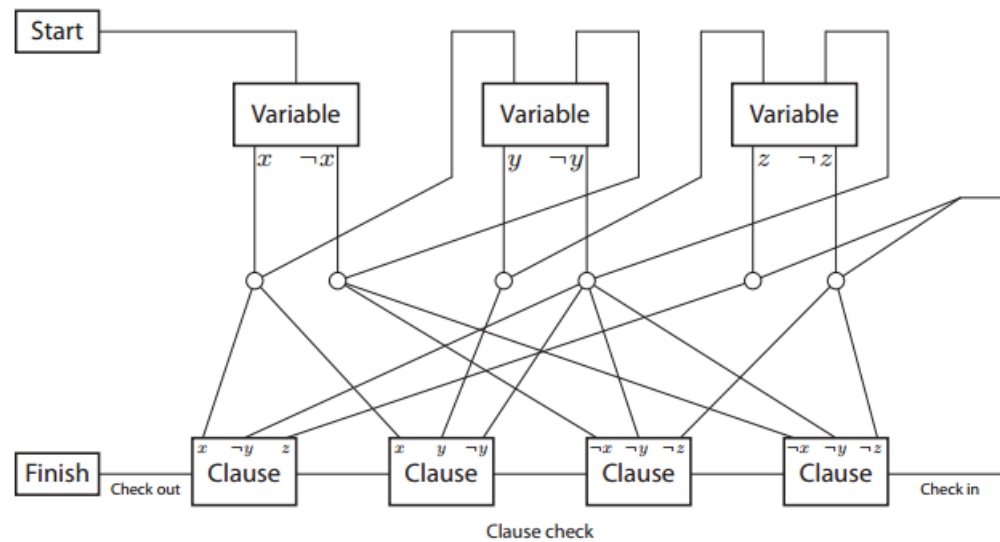 Start
Variable Variable Variable
x ¬x y ¬y z ¬z
x ¬y z x y ¬y ¬x ¬y ¬z ¬x ¬y ¬z
Finish Clause Clause Clause Clause
Check out Check in
Clause check